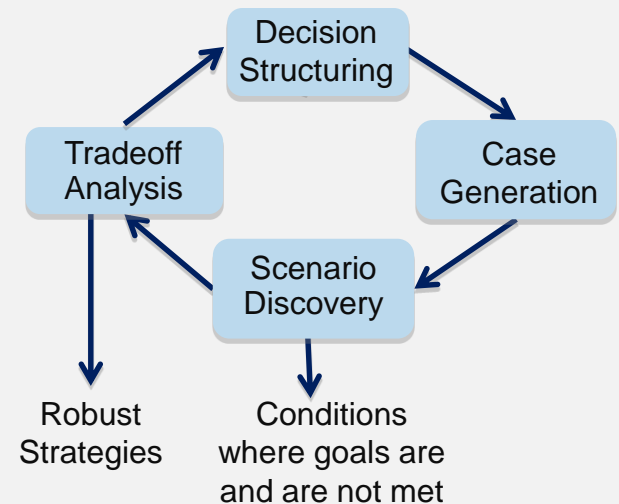 Decision
Structuring
Tradeoff
Analysis
Case
Generation
Scenario
Discovery
Robust
Strategies
Conditions
where goals are
and are not met